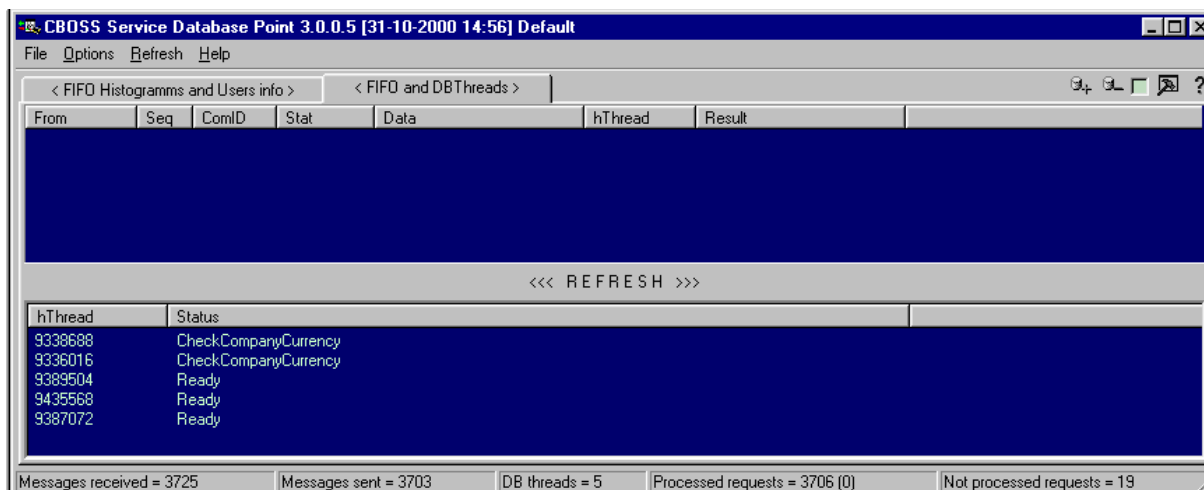 CBOSS Service Database Point 3.0.0.5 [31-10-2000 14:56] Default
File Options Refresh Help
< FIFO Histogramms and Users info > < FIFO and DBThreads >
From Seq ComID Stat Data hThread Result
<<< R E F R E S H >>>
hThread Status
9338688 CheckCompanyCurrency
9336016 CheckCompanyCurrency
9389504 Ready
9435568 Ready
9387072 Ready
Messages received = 3725 Messages sent = 3703 DB threads = 5 Processed requests = 3706 (0) Not processed requests = 19